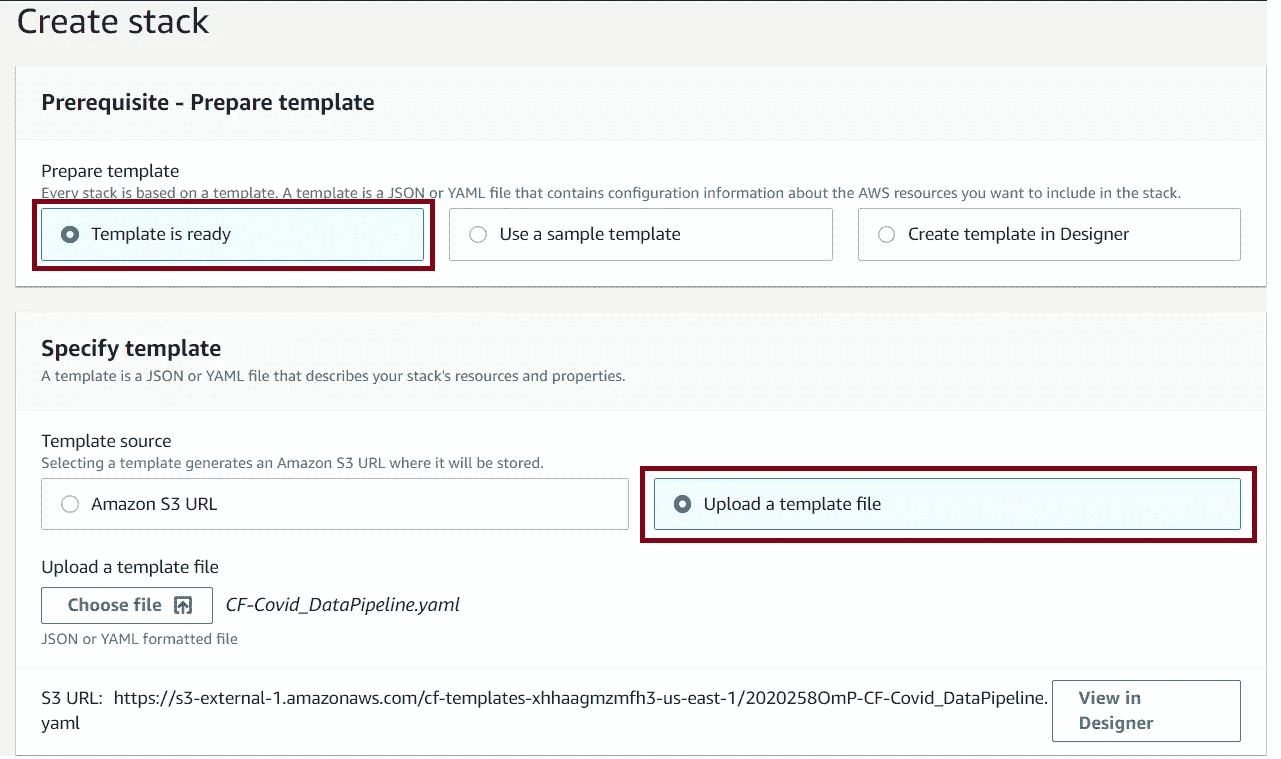 Create stack
Prerequisite - Prepare template
Prepare template
Every stack is based on a template. A template is a JSON or YAML file that contains configuration information about the AWS resources you want to include in the stack.
Template is ready
Use a sample template
Create template in Designer
Specify template
A template is a JSON or YAML file that describes your stack's resources and properties.
Template source
Selecting a template generates an Amazon S3 URL where it will be stored.
Amazon S3 URL
Upload a template file
Upload a template file
Choose file
CF-Covid_DataPipeline.yaml
JSON or YAML formatted file
S3 URL: https://s3-external-1.amazonaws.com/cf-templates-xhhaagmzmfh3-us-east-1/2020258OmP-CF-Covid_DataPipeline.
yaml
View in
Designer